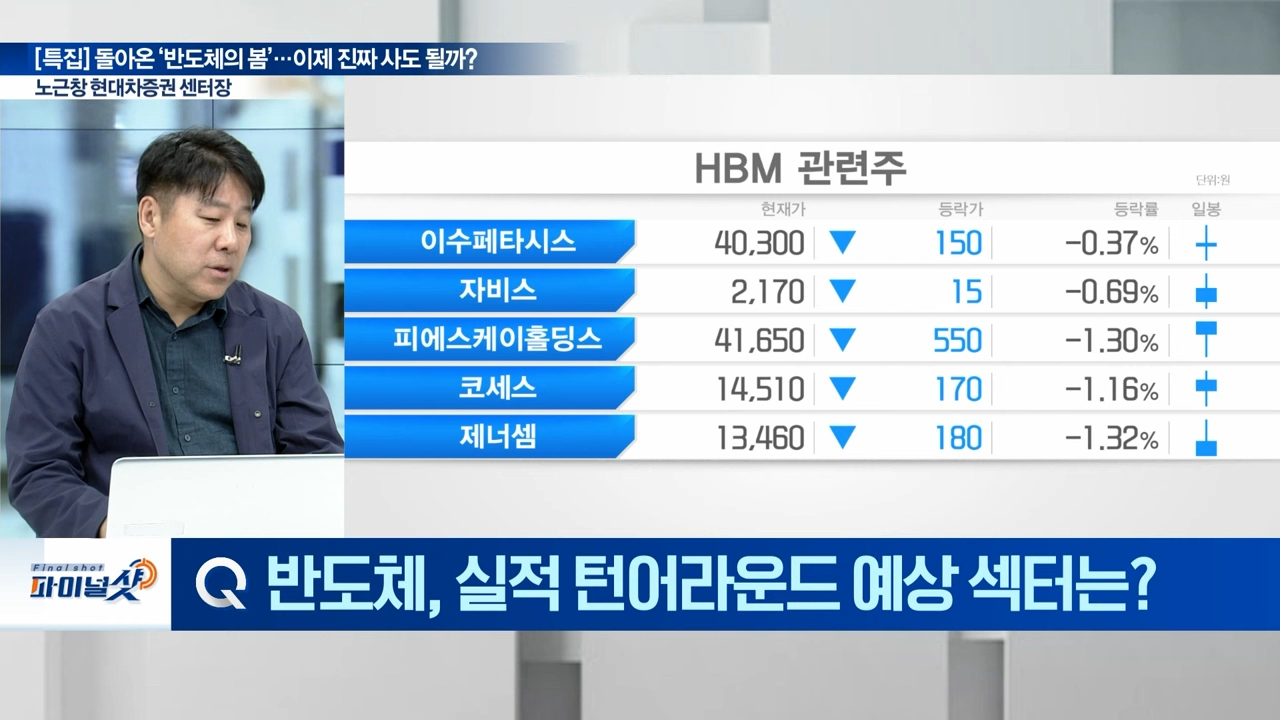 [특집] 돌아온 ‘반도체의 봄’…이제 진짜 사도 될까?
노근창 현대차증권 센터장
HBM 관련주
단위:원
현재가 등락가 등락률 일봉
이수페타시스 40,300 ▼ 150 -0.37%
자비스 2,170 ▼ 15 -0.69%
피에스케이홀딩스 41,650 ▼ 550 -1.30%
코세스 14,510 ▼ 170 -1.16%
제너셈 13,460 ▼ 180 -1.32%
Final shot
파이널샷
Q 반도체, 실적 턴어라운드 예상 섹터는?